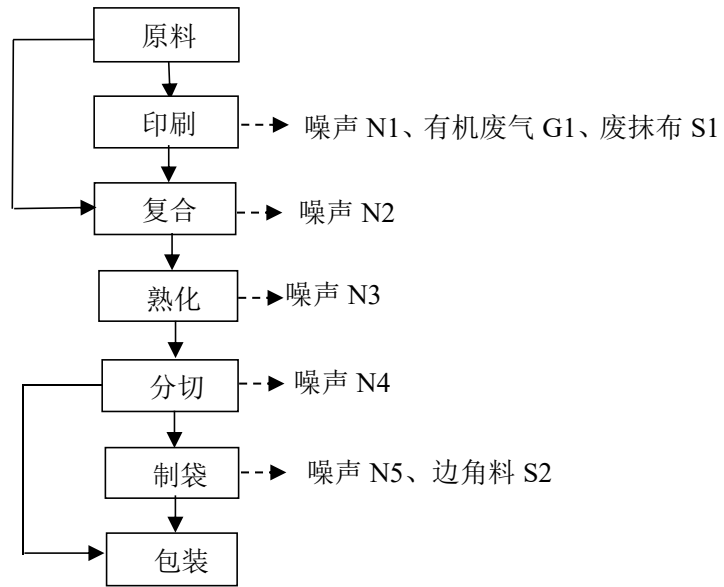 原料
印刷
噪声 N1、有机废气 G1、废抹布 S1
复合
噪声 N2
熟化
噪声 N3
分切
噪声 N4
制袋
噪声 N5、边角料 S2
包装